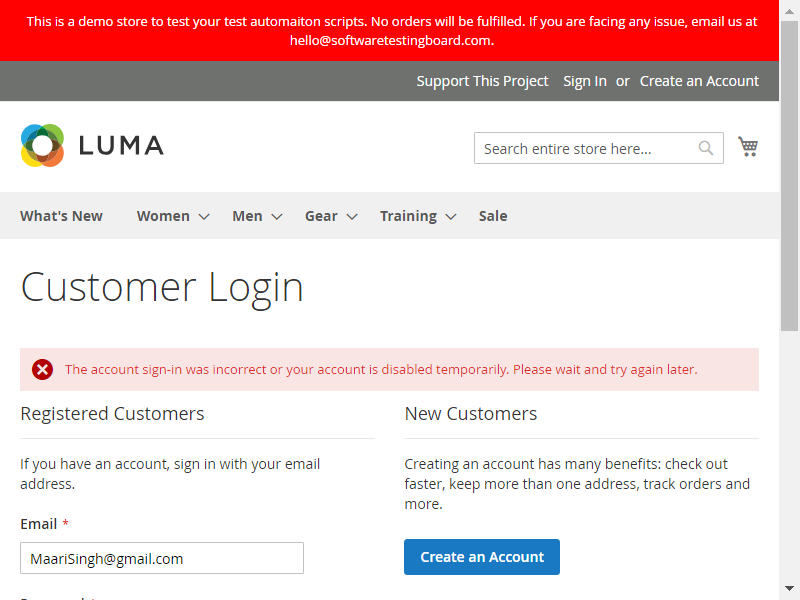 This is a demo store to test your test automaiton scripts. No orders will be fulfilled. If you are facing any issue, email us at
hello@softwaretestingboard.com.
Support This Project Sign In or Create an Account
LUMA
Search entire store here...
What's New Women Men Gear Training Sale
Customer Login
The account sign-in was incorrect or your account is disabled temporarily. Please wait and try again later.
Registered Customers
If you have an account, sign in with your email
address.
Email *
MaariSingh@gmail.com
New Customers
Creating an account has many benefits: check out
faster, keep more than one address, track orders and
more.
Create an Account